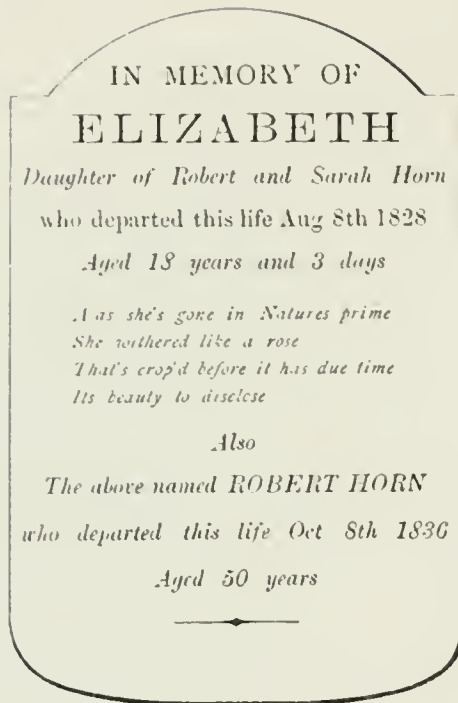 IN MEMORY OF
ELIZABETH
Daughter of Robert and Sarah Horn
who departed this life Aug 8th 1828
Aged 18 years and 3 days
A as she's gone in Natures prime
She withered like a rose
That's crop'd before it has due time
Its beauty to disclose
Also
The above named ROBERT HORN
who departed this life Oct 8th 1836
Aged 50 years